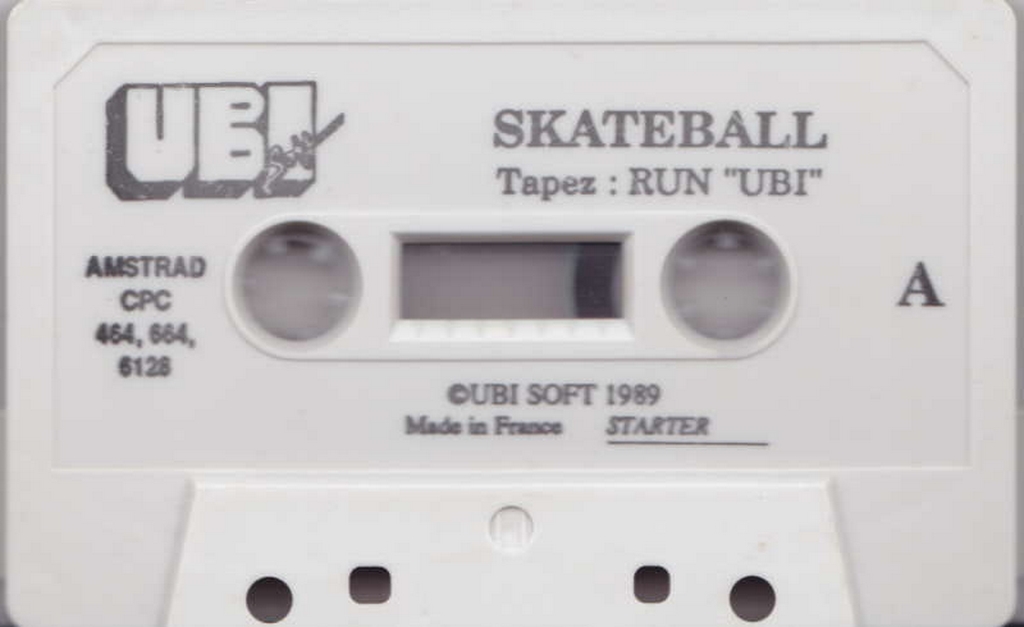 UBI
SKATEBALL
Tapez : RUN "UBI"
AMSTRAD
CPC
464, 664,
6128
A
©UBI SOFT 1989
Made in France STARTER